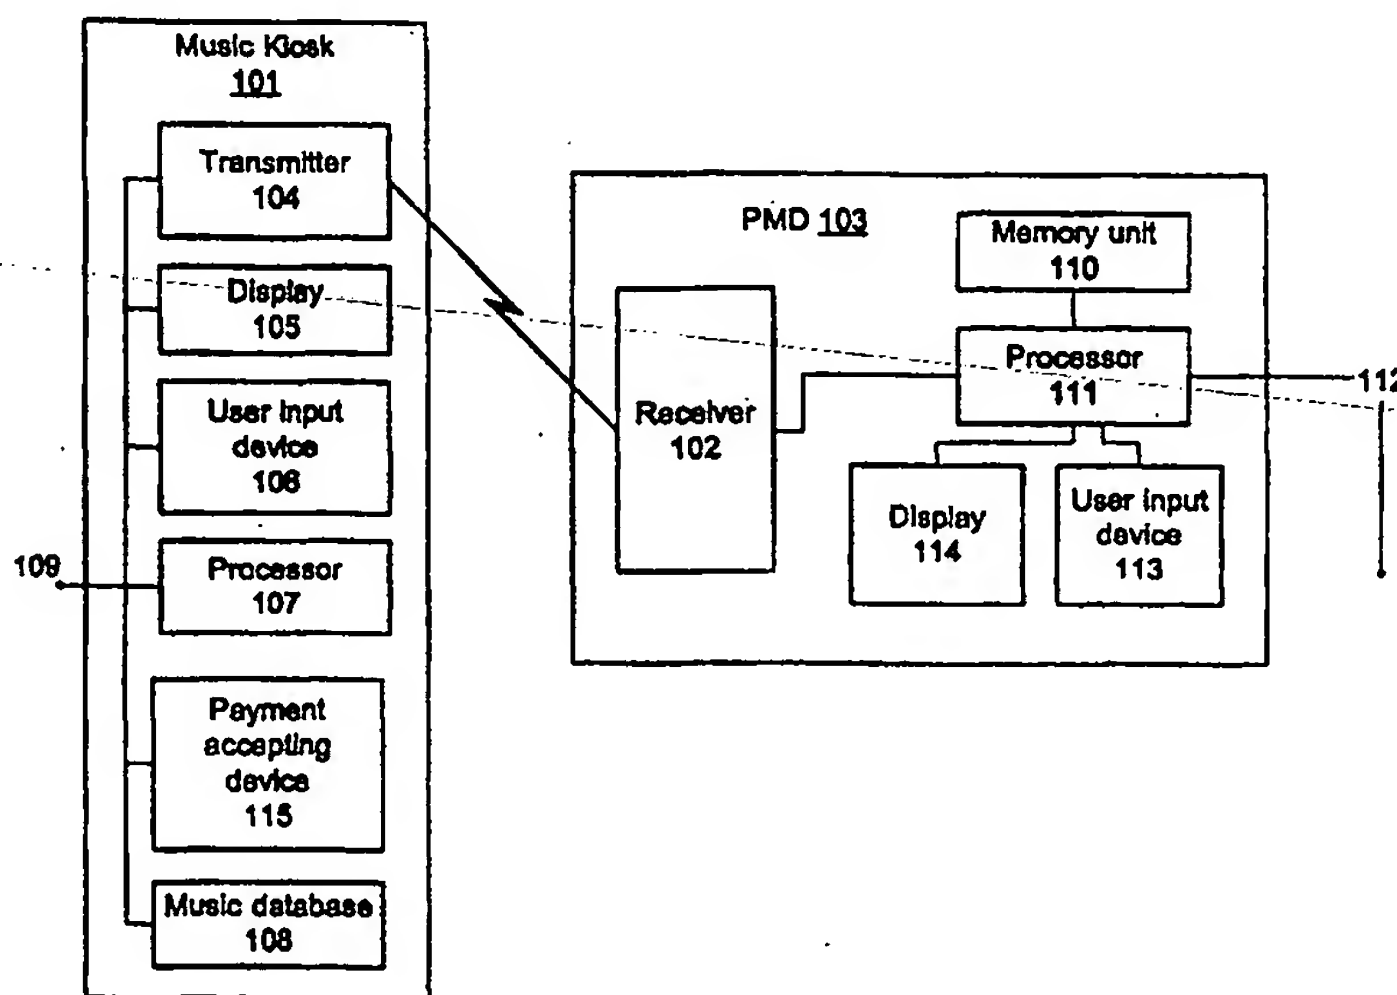 Music Kiosk
101
Transmitter
104
Display
105
User input
device
106
109
Processor
107
Payment
accepting
device
115
Music database
108
PMD 103
Memory unit
110
Receiver
102
Processor
111
112
Display
114
User input
device
113